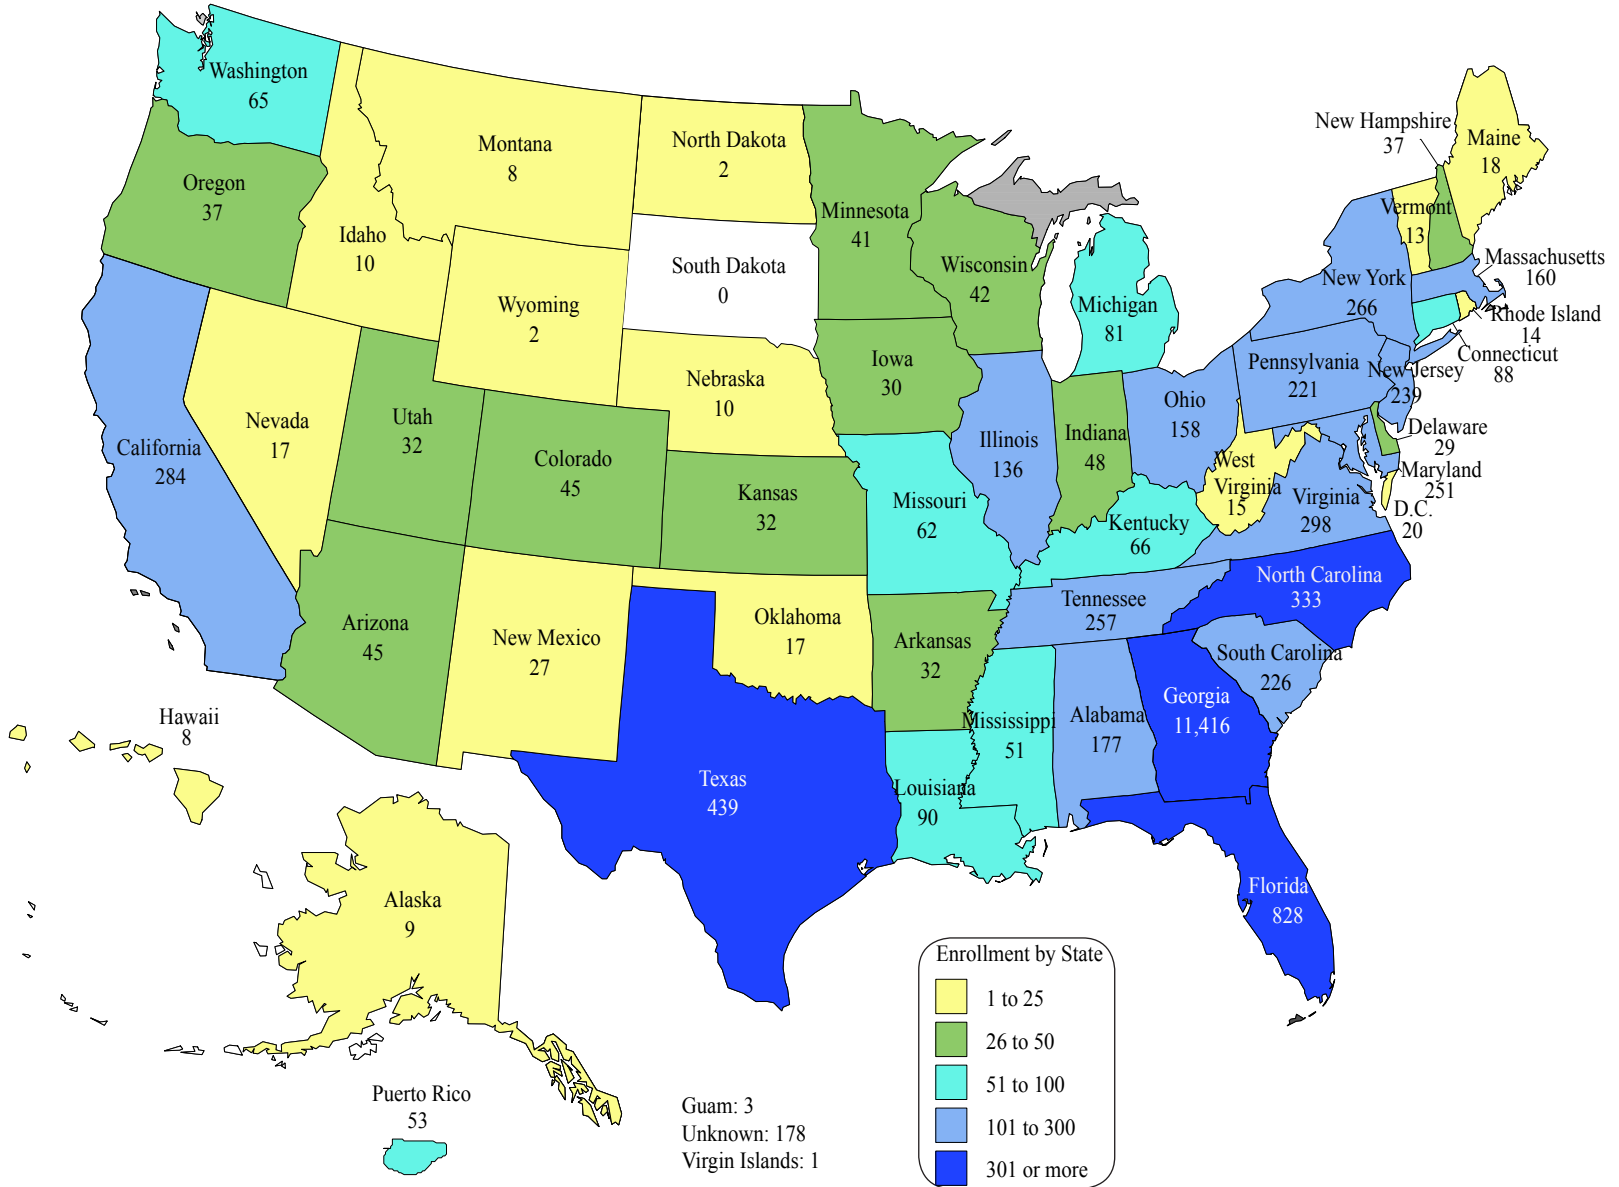 Washington
65
Oregon
37
California
284
Nevada
17
Idaho
10
Montana
8
Wyoming
2
Utah
32
Colorado
45
Arizona
45
New Mexico
27
North Dakota
2
South Dakota
0
Nebraska
10
Kansas
32
Oklahoma
17
Texas
439
Minnesota
41
Iowa
30
Missouri
62
Arkansas
32
Louisiana
90
Wisconsin
42
Illinois
136
Michigan
81
Indiana
48
Ohio
158
Kentucky
66
Tennessee
257
Mississippi
51
Alabama
177
Georgia
11,416
Florida
828
South Carolina
226
North Carolina
333
Virginia
298
West
Virginia
15
Pennsylvania
221
New York
266
Vermont
13
New Hampshire
37
Maine
18
Massachusetts
160
Rhode Island
14
Connecticut
88
New Jersey
239
Delaware
29
Maryland
251
D.C.
20
Hawaii
8
Alaska
9
Puerto Rico
53
Guam: 3
Unknown: 178
Virgin Islands: 1
Enrollment by State
1 to 25
26 to 50
51 to 100
101 to 300
301 or more